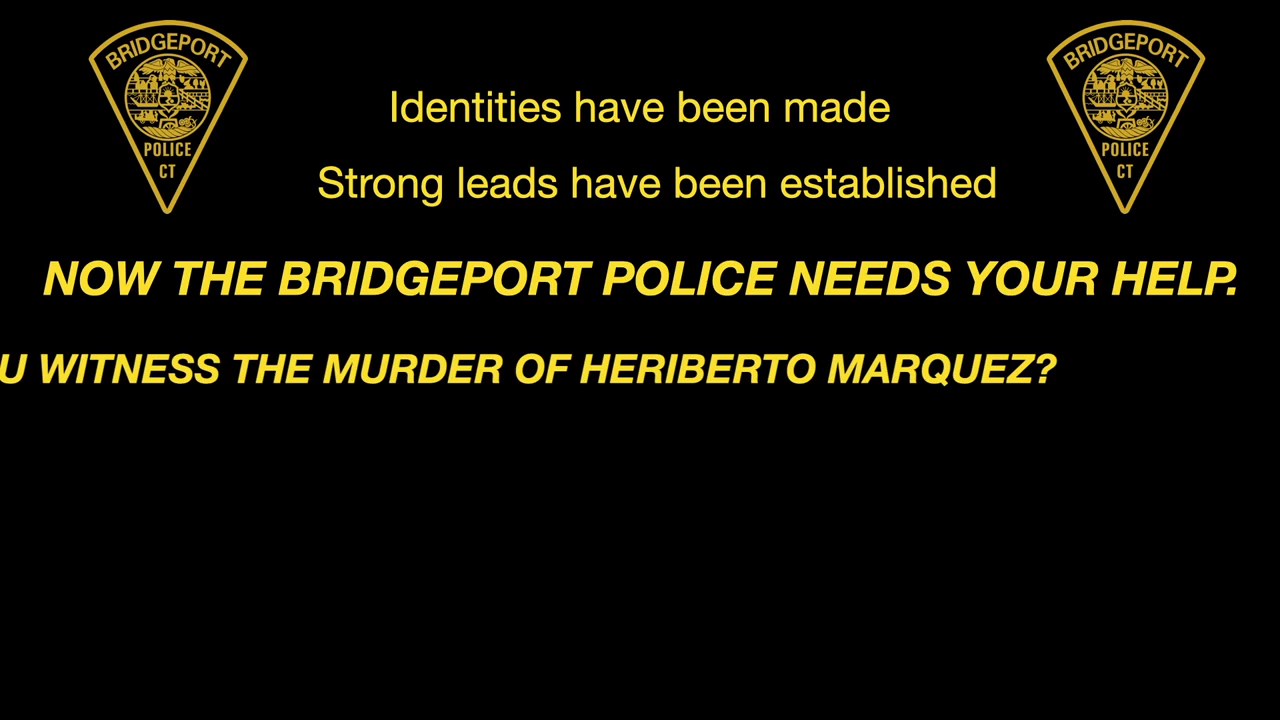 BRIDGEPORT
POLICE
CT
BRIDGEPORT
POLICE
CT
Identities have been made
Strong leads have been established
NOW THE BRIDGEPORT POLICE NEEDS YOUR HELP.
U WITNESS THE MURDER OF HERIBERTO MARQUEZ?